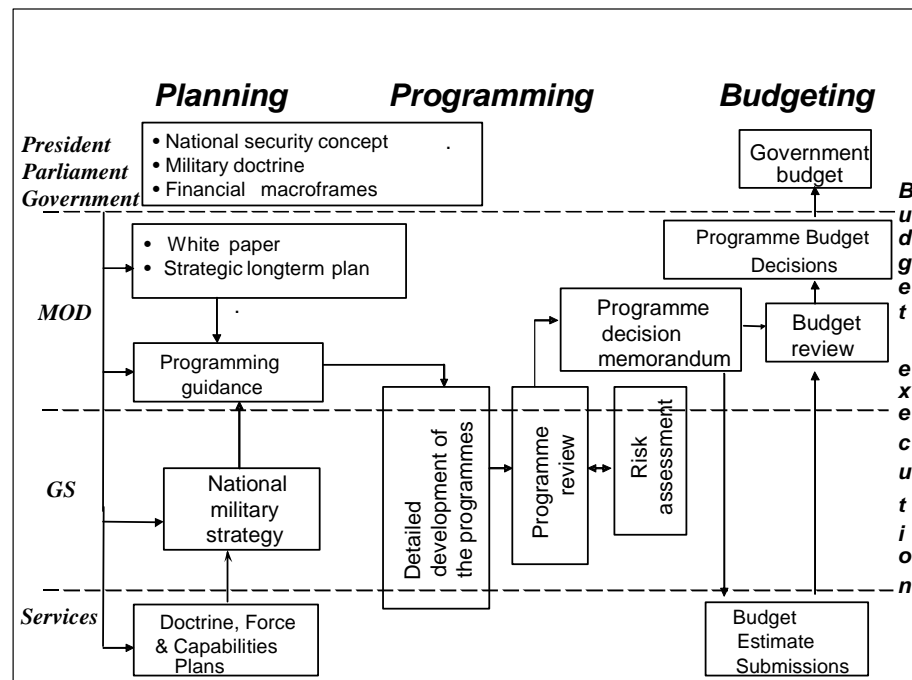 Planning Programming Budgeting
President
Parliament
Government
• National security concept
• Military doctrine
• Financial macroframes
Government
budget
• White paper
• Strategic longterm plan
Programme Budget
Decisions
MOD
Programme
decision
memorandum
Budget
review
Programming
guidance
GS
National
military
strategy
Detailed
development of
the programmes
Programme
review
Risk
assessment
Services
Doctrine, Force
& Capabilities
Plans
Budget
Estimate
Submissions
Budget execution